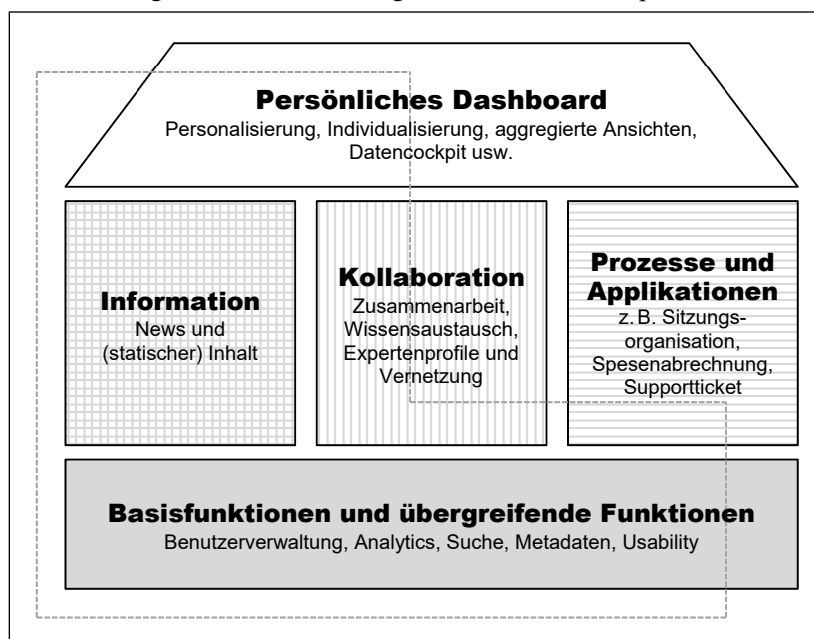 Persönliches Dashboard
Personalisierung, Individualisierung, aggregierte Ansichten,
Datencockpit usw.
Information
News und
(statischer) Inhalt
Kollaboration
Zusammenarbeit,
Wissensaustausch,
Expertenprofile und
Vernetzung
Prozesse und
Applikationen
z. B. Sitzungs-
organisation,
Spesenabrechnung,
Supportticket
Basisfunktionen und übergreifende Funktionen
Benutzerverwaltung, Analytics, Suche, Metadaten, Usability